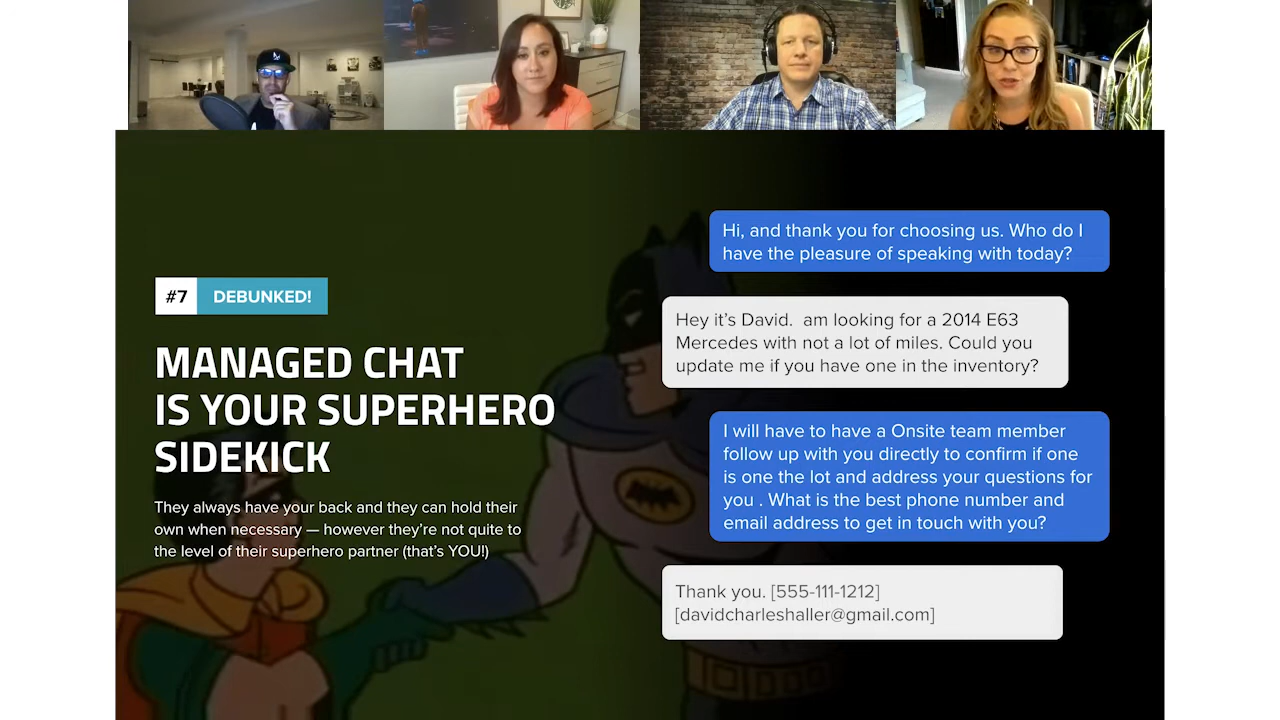 #7 DEBUNKED!
MANAGED CHAT
IS YOUR SUPERHERO
SIDEKICK
They always have your back and they can hold their
own when necessary — however they're not quite to
the level of their superhero partner (that's YOU!)
Hi, and thank you for choosing us. Who do I
have the pleasure of speaking with today?
Hey it's David.  am looking for a 2014 E63
Mercedes with not a lot of miles. Could you
update me if you have one in the inventory?
I will have to have a Onsite team member
follow up with you directly to confirm if one
is one the lot and address your questions for
you . What is the best phone number and
email address to get in touch with you?
Thank you. [555-111-1212]
[davidcharleshaller@gmail.com]